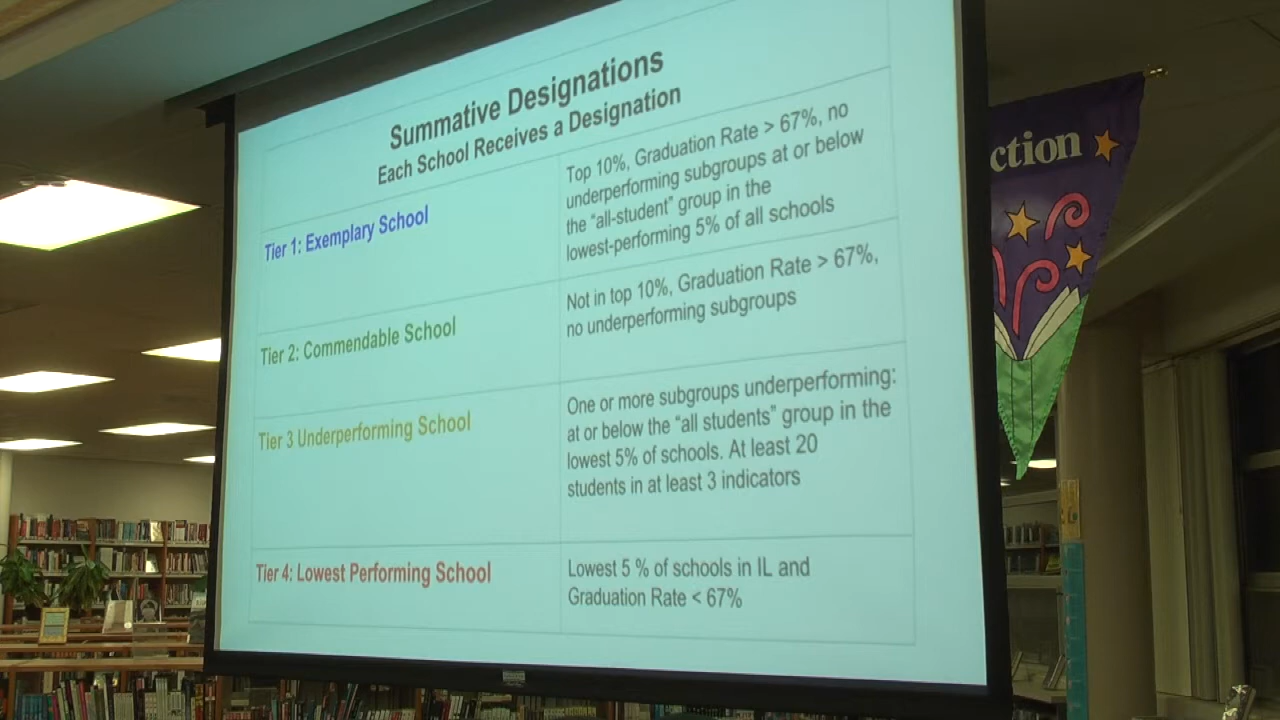 Summative Designations
Each School Receives a Designation
Tier 1: Exemplary School
Top 10%, Graduation Rate > 67%, no
underperforming subgroups at or below
the “all-student” group in the
lowest-performing 5% of all schools
Tier 2: Commendable School
Not in top 10%, Graduation Rate > 67%,
no underperforming subgroups
Tier 3 Underperforming School
One or more subgroups underperforming:
at or below the “all students” group in the
lowest 5% of schools. At least 20
students in at least 3 indicators
Tier 4: Lowest Performing School
Lowest 5 % of schools in IL and
Graduation Rate < 67%
ction